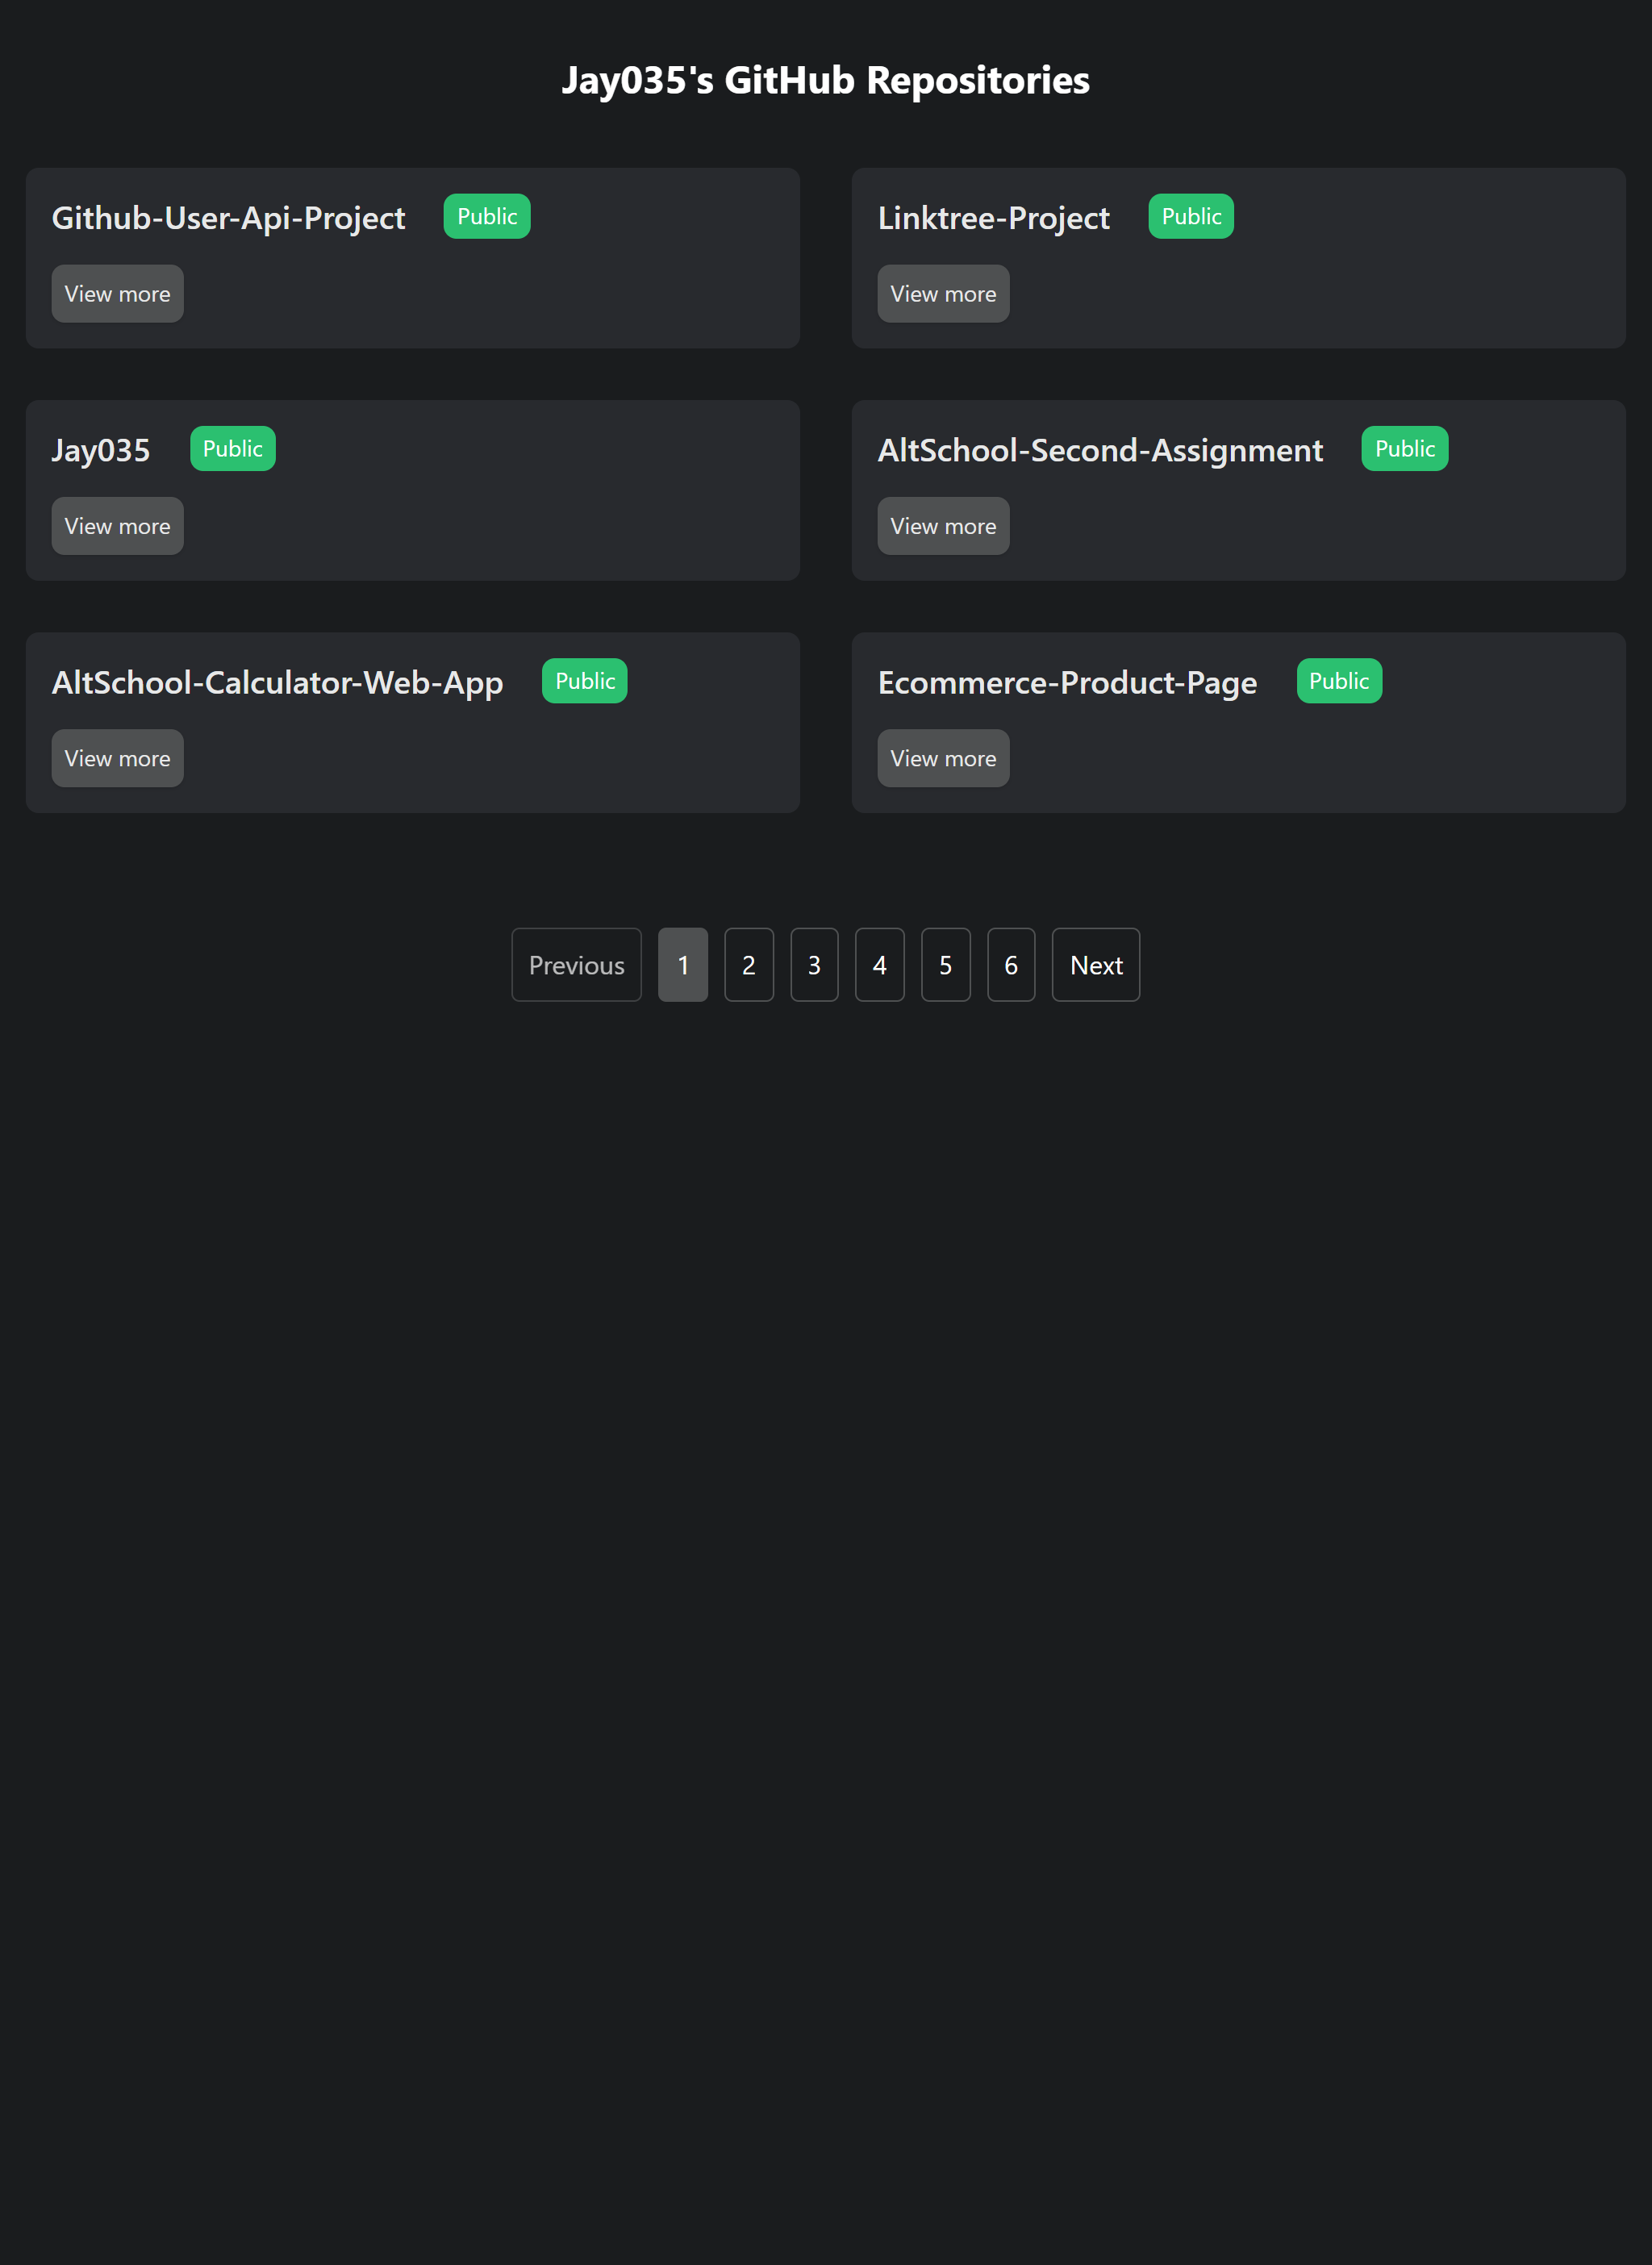 Jay035's GitHub Repositories
Github-User-Api-Project Public
View more
Linktree-Project Public
View more
Jay035 Public
View more
AltSchool-Second-Assignment Public
View more
AltSchool-Calculator-Web-App Public
View more
Ecommerce-Product-Page Public
View more
Previous 1 2 3 4 5 6 Next